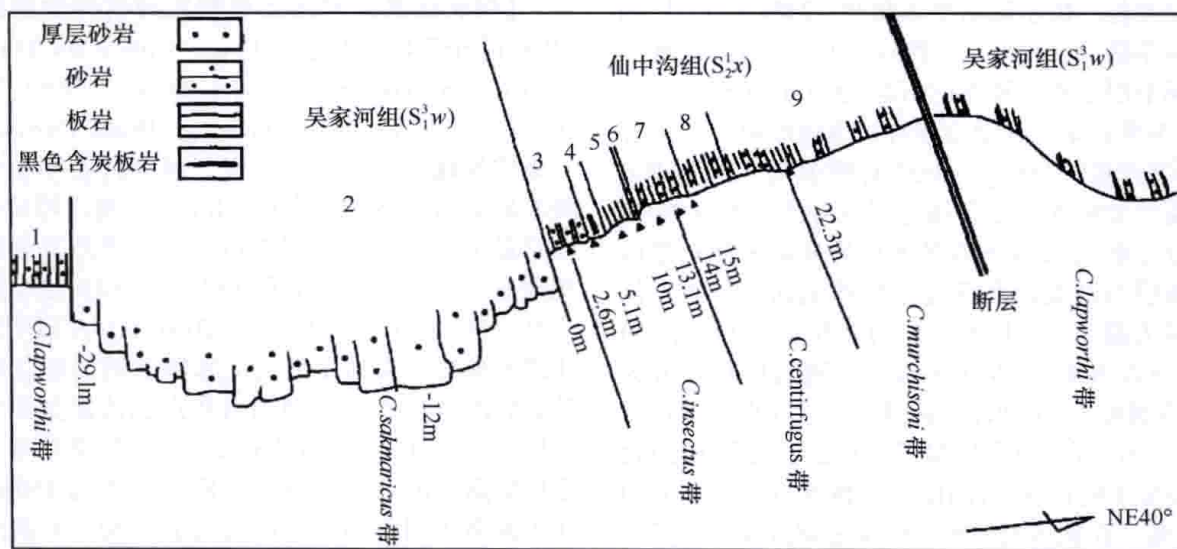 厚层砂岩
砂岩
板岩
黑色含炭板岩
吴家河组(S₁³w)
仙中沟组(S₂¹x)
吴家河组(S₁³w)
1
2
3
4
5
6
7
8
9
-29.1m
-12m
0m
2.6m
5.1m
10m
13.1m
14m
15m
22.3m
断层
C.lapworthi 带
C.sakmaricus 带
C.insectus 带
C.centirfugus 带
C.murchisoni 带
C.lapworthi 带
NE40°